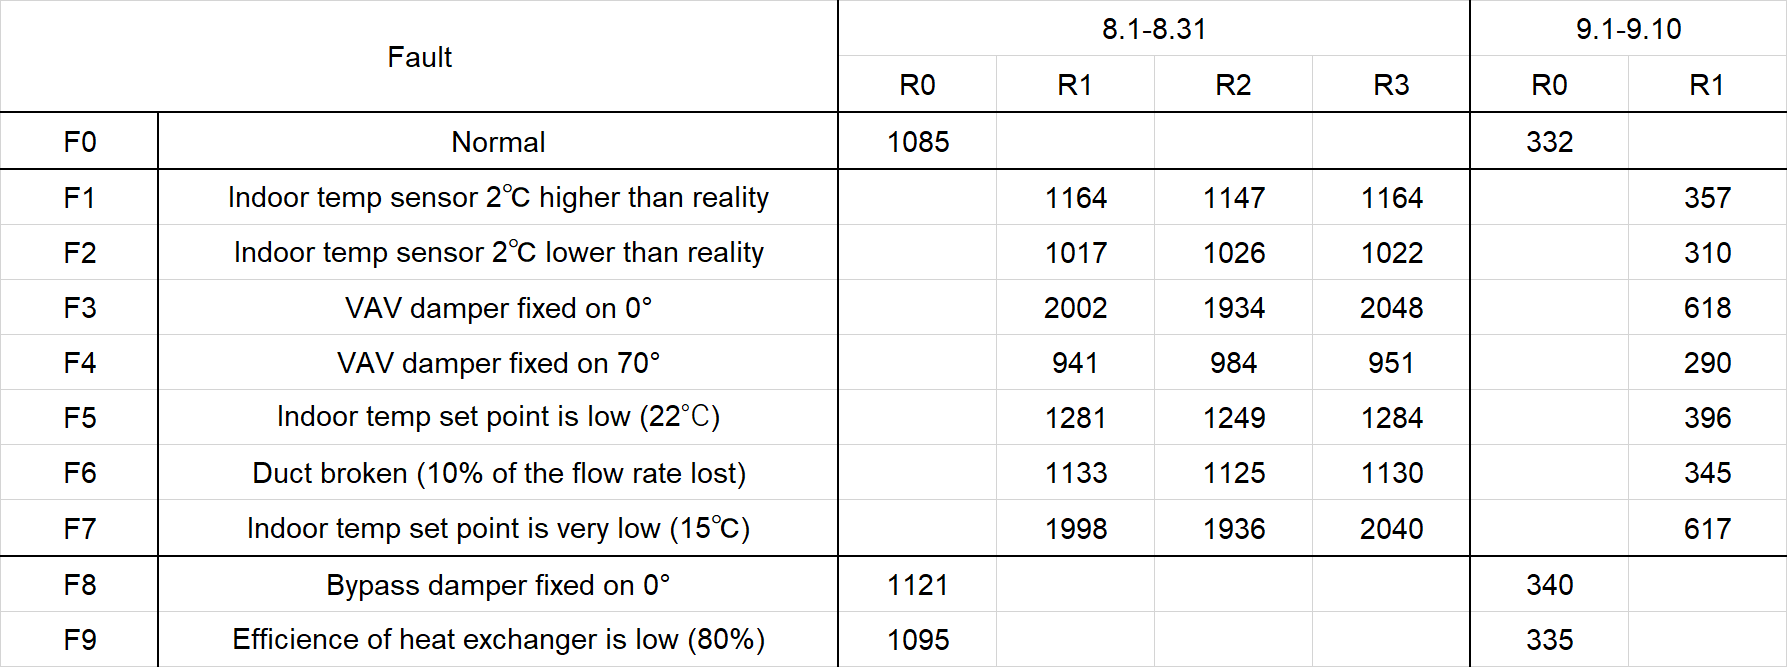 Fault 8.1-8.31 9.1-9.10
R0 R1 R2 R3 R0 R1
F0 Normal 1085 332
F1 Indoor temp sensor 2℃ higher than reality 1164 1147 1164 357
F2 Indoor temp sensor 2℃ lower than reality 1017 1026 1022 310
F3 VAV damper fixed on 0° 2002 1934 2048 618
F4 VAV damper fixed on 70° 941 984 951 290
F5 Indoor temp set point is low (22℃) 1281 1249 1284 396
F6 Duct broken (10% of the flow rate lost) 1133 1125 1130 345
F7 Indoor temp set point is very low (15℃) 1998 1936 2040 617
F8 Bypass damper fixed on 0° 1121 340
F9 Efficience of heat exchanger is low (80%) 1095 335